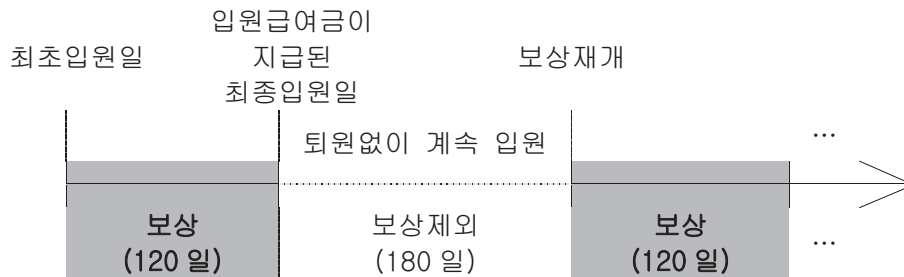 최초입원일
입원급여금이
지급된
최종입원일
보상재개
퇴원없이 계속 입원
...
보상
(120 일)
보상제외
(180 일)
보상
(120 일)
...